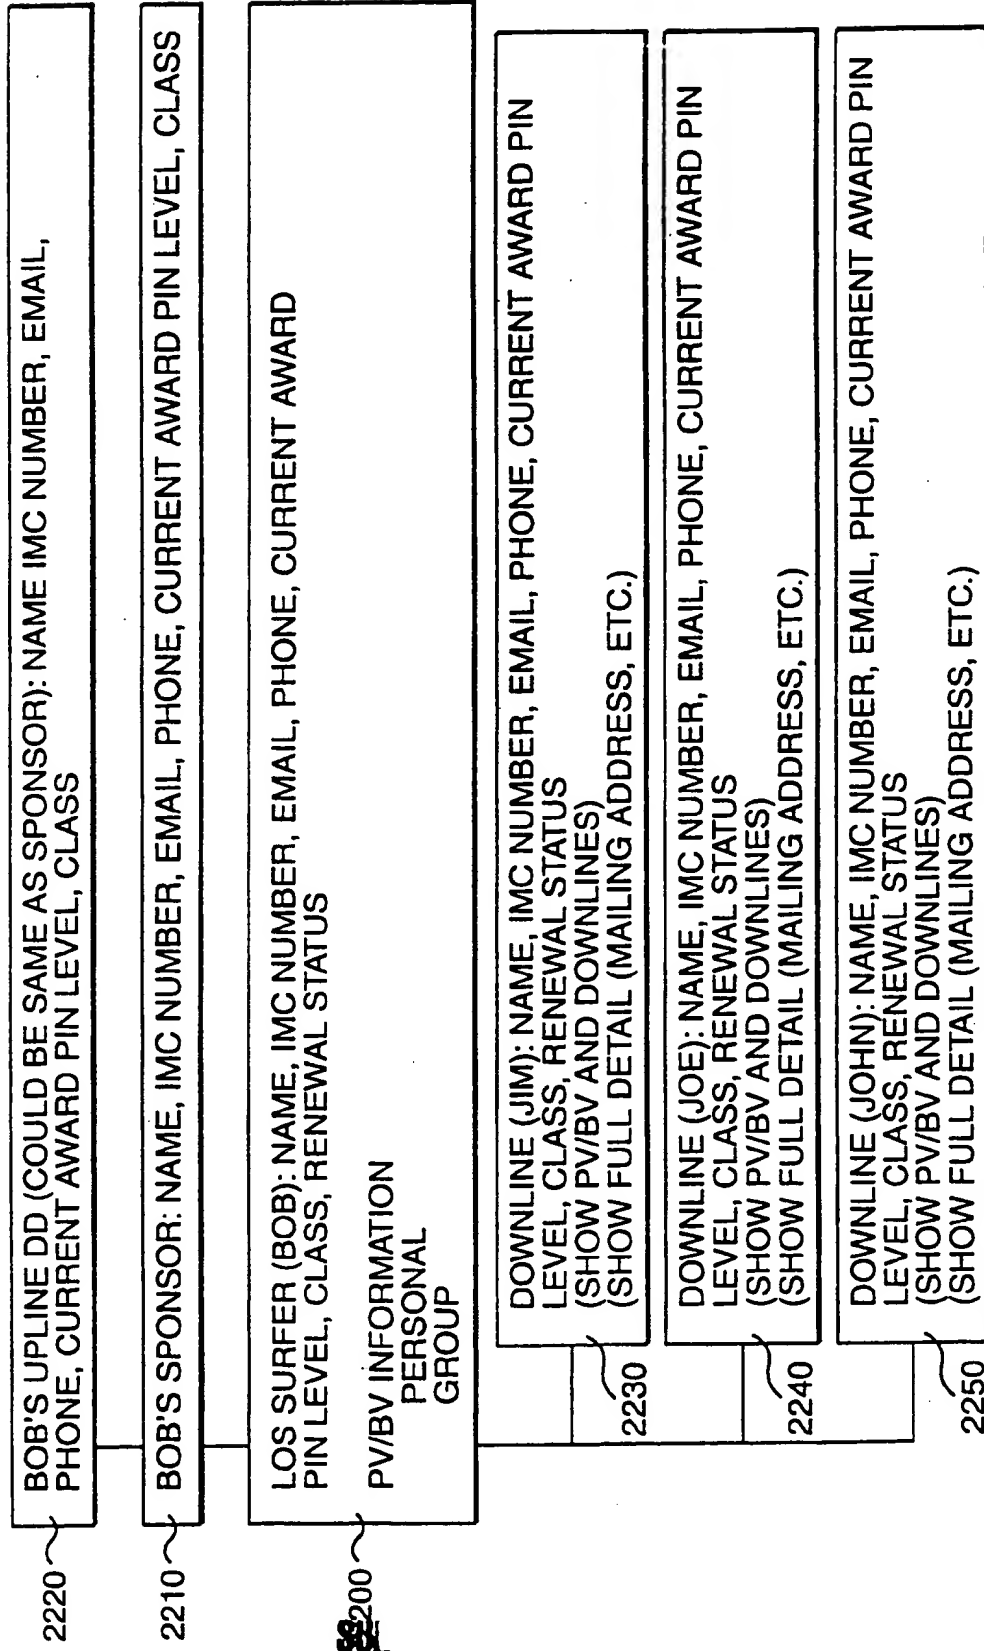 BOB'S UPLINE DD (COULD BE SAME AS SPONSOR): NAME IMC NUMBER, EMAIL,
PHONE, CURRENT AWARD PIN LEVEL, CLASS
2220
BOB'S SPONSOR: NAME, IMC NUMBER, EMAIL, PHONE, CURRENT AWARD PIN LEVEL, CLASS
2210
LOS SURFER (BOB): NAME, IMC NUMBER, EMAIL, PHONE, CURRENT AWARD
PIN LEVEL, CLASS, RENEWAL STATUS
PV/BV INFORMATION
PERSONAL
GROUP
2200
DOWNLINE (JIM): NAME, IMC NUMBER, EMAIL, PHONE, CURRENT AWARD PIN
LEVEL, CLASS, RENEWAL STATUS
(SHOW PV/BV AND DOWNLINES)
(SHOW FULL DETAIL (MAILING ADDRESS, ETC.)
2230
DOWNLINE (JOE): NAME, IMC NUMBER, EMAIL, PHONE, CURRENT AWARD PIN
LEVEL, CLASS, RENEWAL STATUS
(SHOW PV/BV AND DOWNLINES)
(SHOW FULL DETAIL (MAILING ADDRESS, ETC.)
2240
DOWNLINE (JOHN): NAME, IMC NUMBER, EMAIL, PHONE, CURRENT AWARD PIN
LEVEL, CLASS, RENEWAL STATUS
(SHOW PV/BV AND DOWNLINES)
(SHOW FULL DETAIL (MAILING ADDRESS, ETC.)
2250